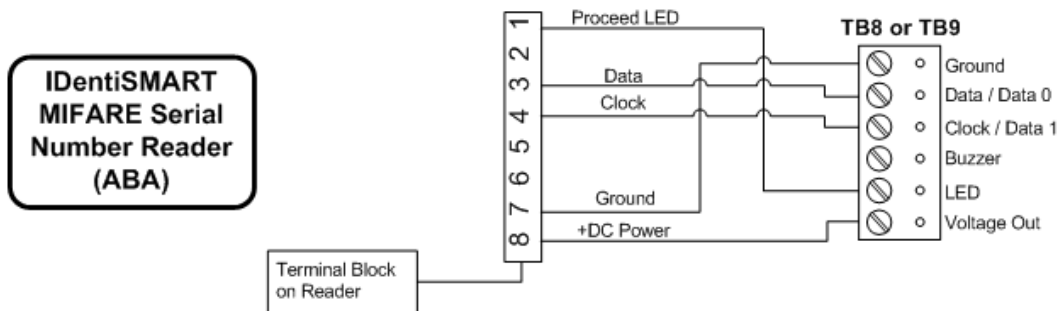 IDentiSMART
MIFARE Serial
Number Reader
(ABA)
1
2
3
4
5
6
7
8
Proceed LED
Data
Clock
Ground
+DC Power
Terminal Block
on Reader
TB8 or TB9
Ground
Data / Data 0
Clock / Data 1
Buzzer
LED
Voltage Out